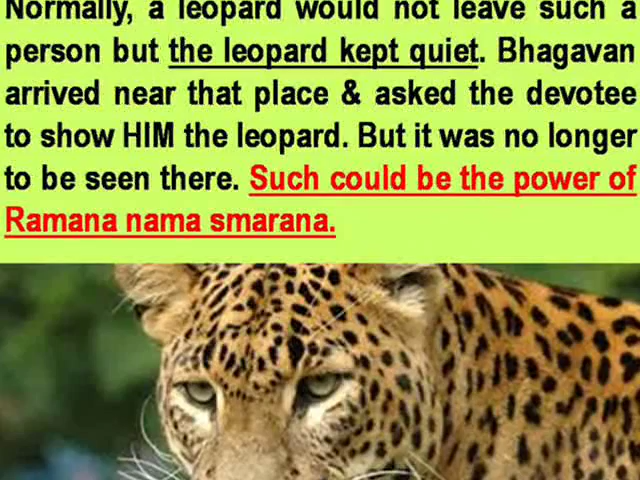 Normally, a leopard would not leave such a
person but the leopard kept quiet. Bhagavan
arrived near that place & asked the devotee
to show HIM the leopard. But it was no longer
to be seen there. Such could be the power of
Ramana nama smarana.